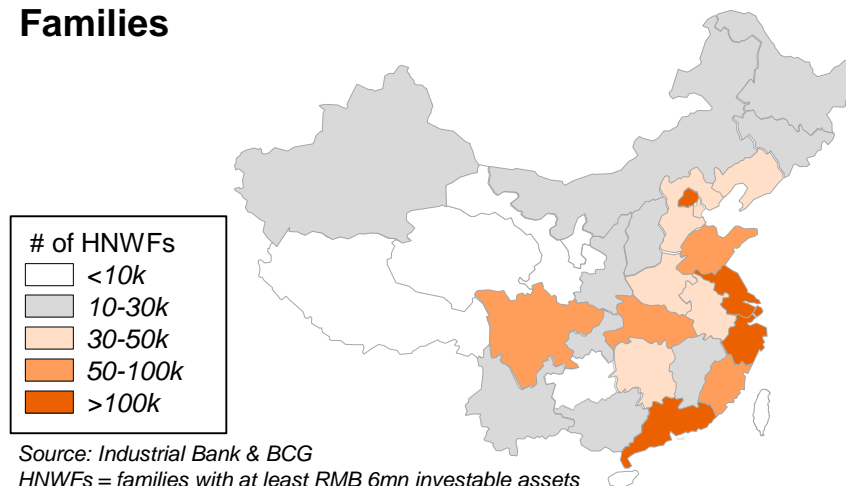 Families
# of HNWFs
<10k
10-30k
30-50k
50-100k
>100k
Source: Industrial Bank & BCG
HNWFs = families with at least RMB 6mn investable assets